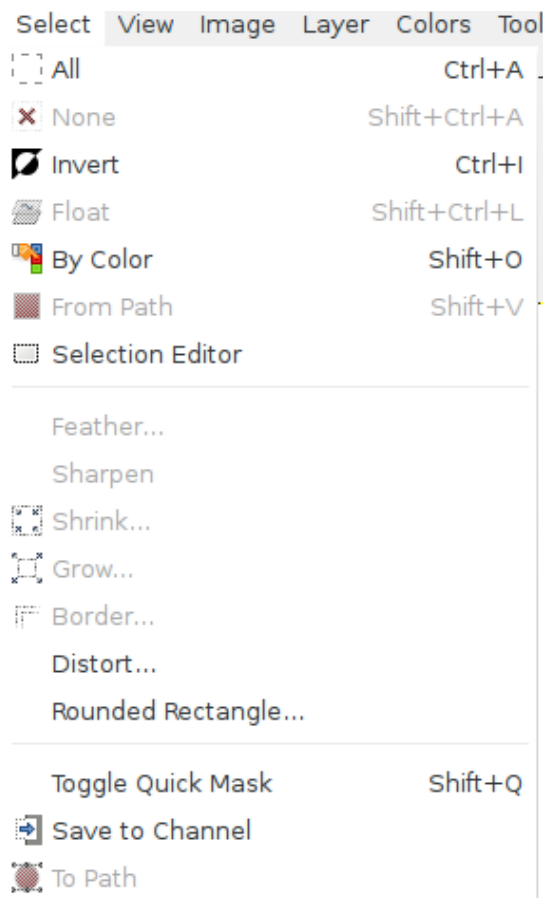 Select View Image Layer Colors Tool
All Ctrl+A
None Shift+Ctrl+A
Invert Ctrl+I
Float Shift+Ctrl+L
By Color Shift+O
From Path Shift+V
Selection Editor
Feather...
Sharpen
Shrink...
Grow...
Border...
Distort...
Rounded Rectangle...
Toggle Quick Mask Shift+Q
Save to Channel
To Path